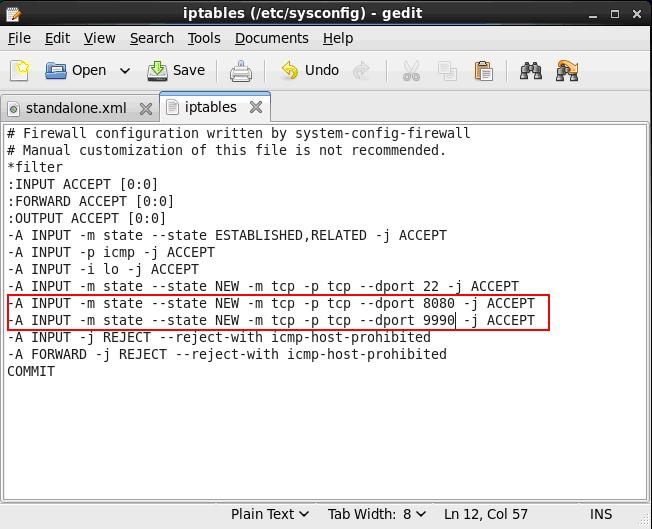 iptables (/etc/sysconfig) - gedit
File Edit View Search Tools Documents Help
Open Save Undo
standalone.xml iptables
# Firewall configuration written by system-config-firewall
# Manual customization of this file is not recommended.
*filter
:INPUT ACCEPT [0:0]
:FORWARD ACCEPT [0:0]
:OUTPUT ACCEPT [0:0]
-A INPUT -m state --state ESTABLISHED,RELATED -j ACCEPT
-A INPUT -p icmp -j ACCEPT
-A INPUT -i lo -j ACCEPT
-A INPUT -m state --state NEW -m tcp -p tcp --dport 22 -j ACCEPT
-A INPUT -m state --state NEW -m tcp -p tcp --dport 8080 -j ACCEPT
-A INPUT -m state --state NEW -m tcp -p tcp --dport 9990 -j ACCEPT
-A INPUT -j REJECT --reject-with icmp-host-prohibited
-A FORWARD -j REJECT --reject-with icmp-host-prohibited
COMMIT
Plain Text Tab Width: 8 Ln 12, Col 57 INS